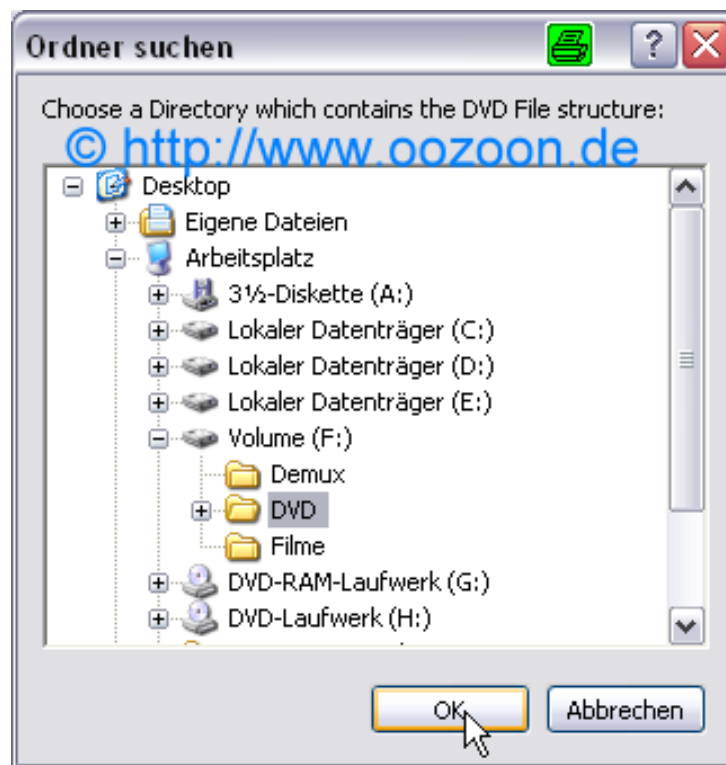 Ordner suchen
Choose a Directory which contains the DVD File structure:
© http://www.oozoon.de
Desktop
Eigene Dateien
Arbeitsplatz
3½-Diskette (A:)
Lokaler Datenträger (C:)
Lokaler Datenträger (D:)
Lokaler Datenträger (E:)
Volume (F:)
Demux
DVD
Filme
DVD-RAM-Laufwerk (G:)
DVD-Laufwerk (H:)
OK
Abbrechen